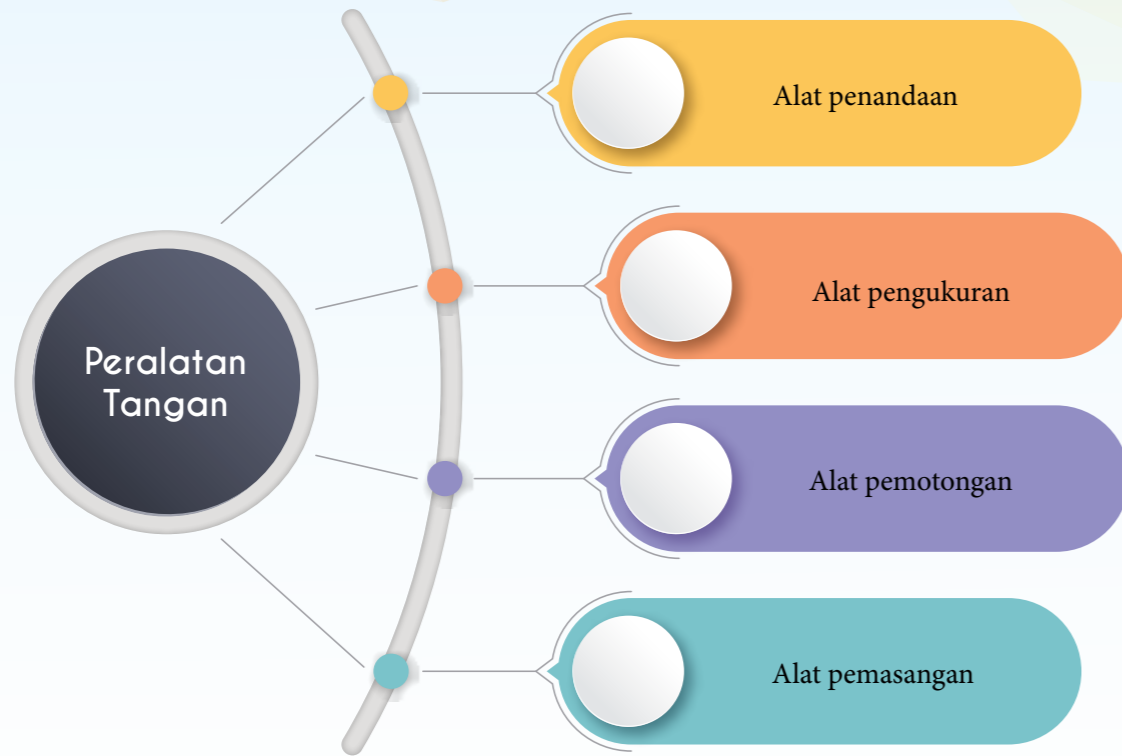 Peralatan
Tangan
Alat penandaan
Alat pengukuran
Alat pemotongan
Alat pemasangan